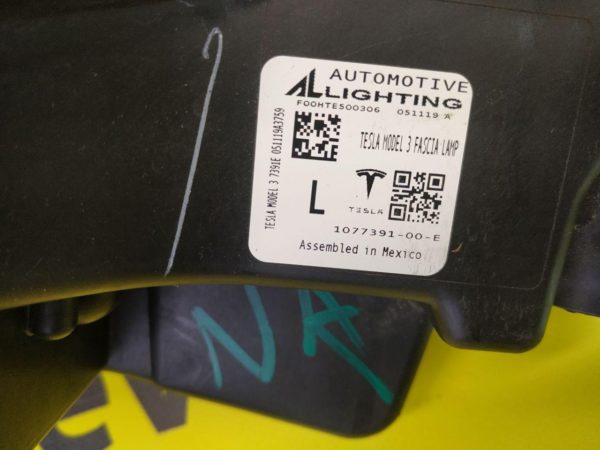 AUTOMOTIVE
AL LIGHTING
F00HTE500306 051119 A
TESLA MODEL 3 7391E 051119A3759
TESLA MODEL 3 FASCIA LAMP
L
TESLA
1077391-00-E
Assembled in Mexico
NA